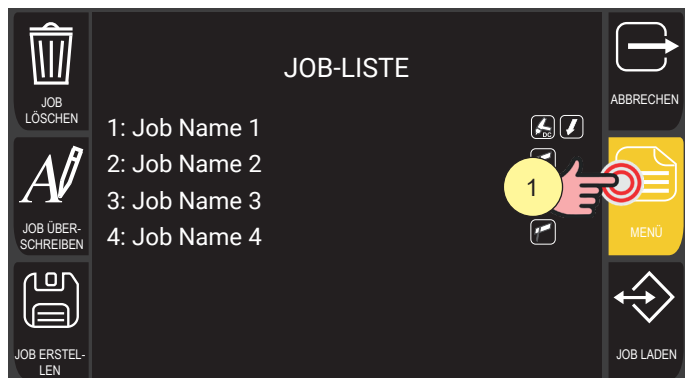 JOB
LÖSCHEN
JOB ÜBER-
SCHREIBEN
JOB ERSTEL-
LEN
JOB-LISTE
1: Job Name 1
DC
2: Job Name 2
3: Job Name 3
4: Job Name 4
1
ABBRECHEN
MENÜ
JOB LADEN